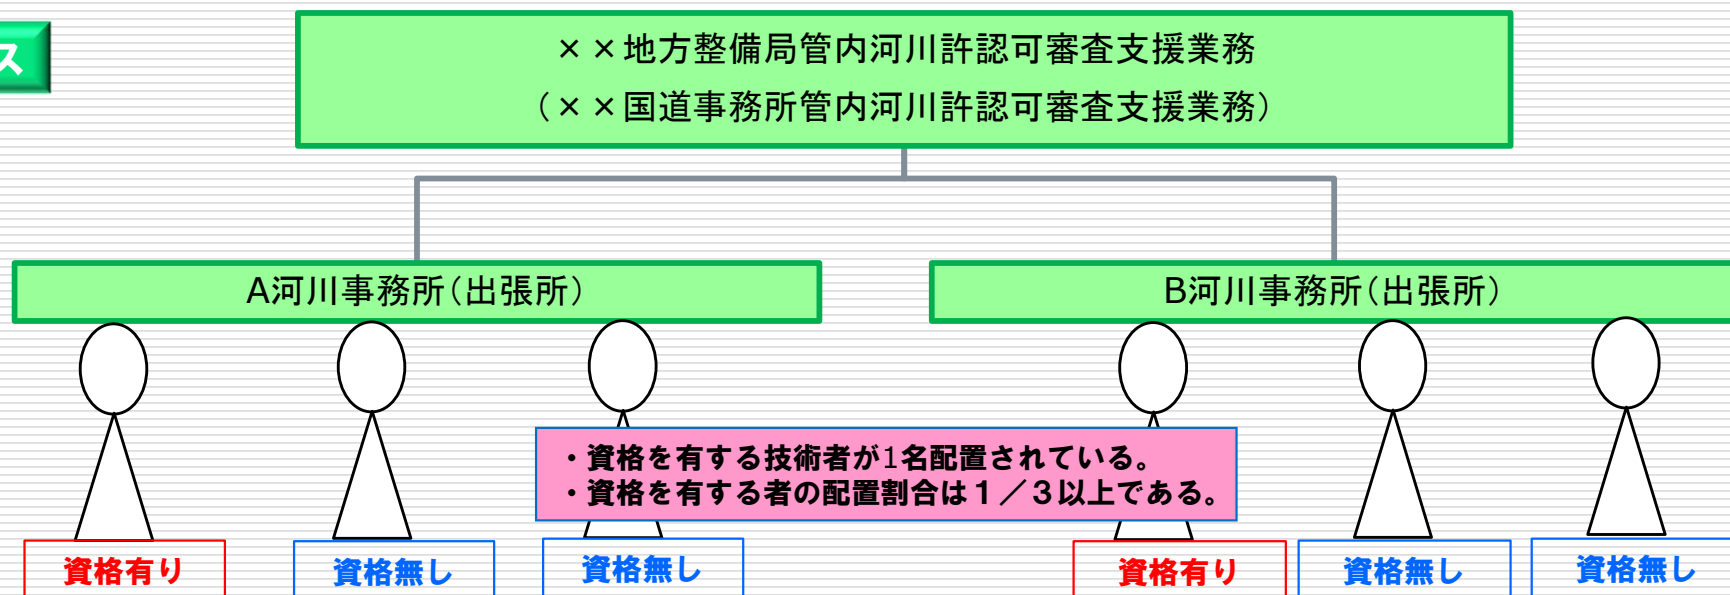 ス
××地方整備局管内河川許認可審査支援業務
（××国道事務所管内河川許認可審査支援業務）
A河川事務所（出張所）
B河川事務所（出張所）
・資格を有する技術者が1名配置されている。
・資格を有する者の配置割合は１／３以上である。
資格有り
資格無し
資格無し
資格有り
資格無し
資格無し